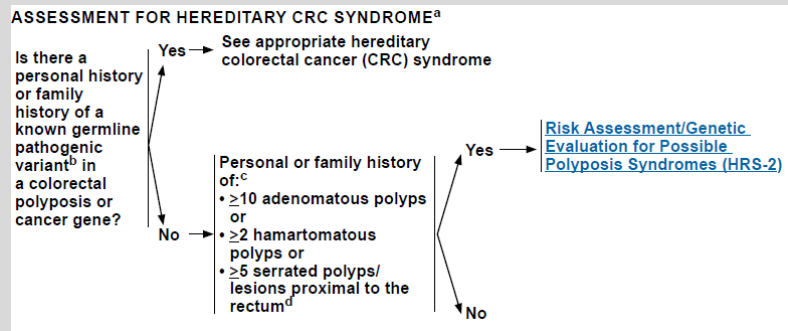 ASSESSMENT FOR HEREDITARY CRC SYNDROMEᵃ
Is there a
personal history
or family
history of a
known germline
pathogenic
variantᵇ in
a colorectal
polyposis or
cancer gene?
Yes
See appropriate hereditary
colorectal cancer (CRC) syndrome
No
Personal or family history
of:ᶜ
• ≥10 adenomatous polyps
or
• ≥2 hamartomatous
polyps or
• ≥5 serrated polyps/
lesions proximal to the
rectumᵈ
Yes
Risk Assessment/Genetic
Evaluation for Possible
Polyposis Syndromes (HRS-2)
No